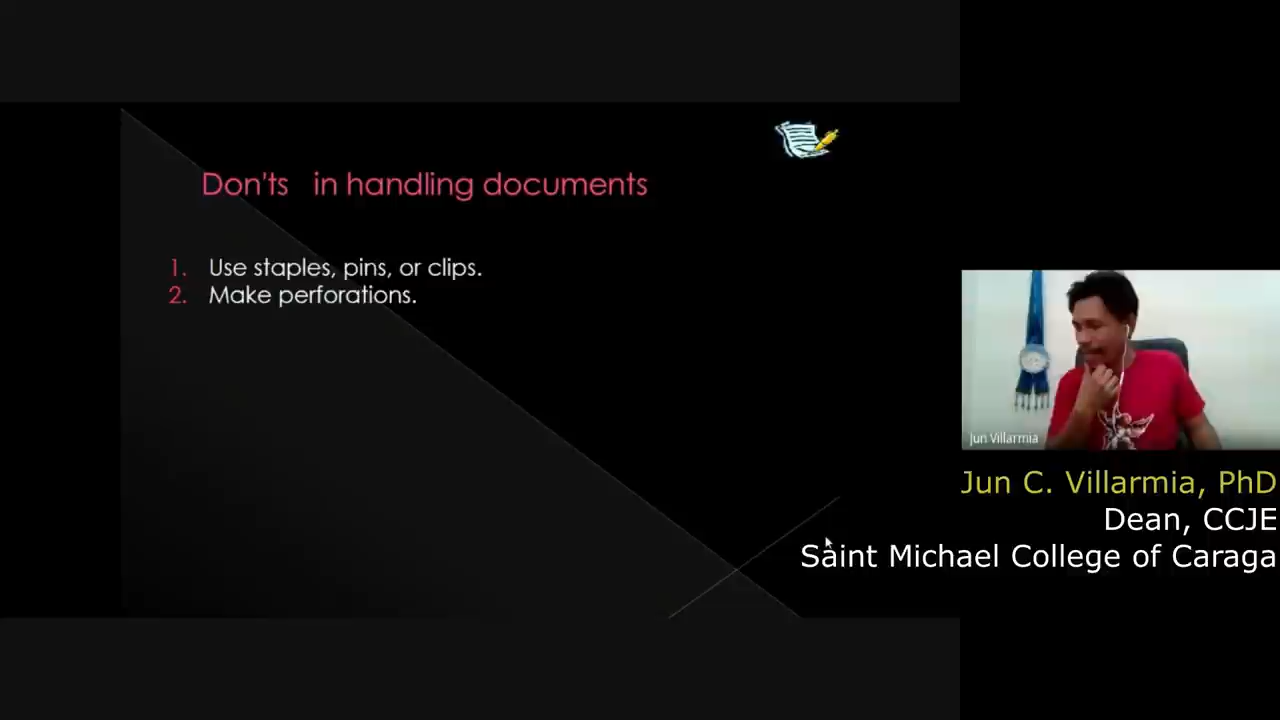 Don'ts in handling documents
1. Use staples, pins, or clips.
2. Make perforations.
Jun Villarmia
Jun C. Villarmia, PhD
Dean, CCJE
Saint Michael College of Caraga